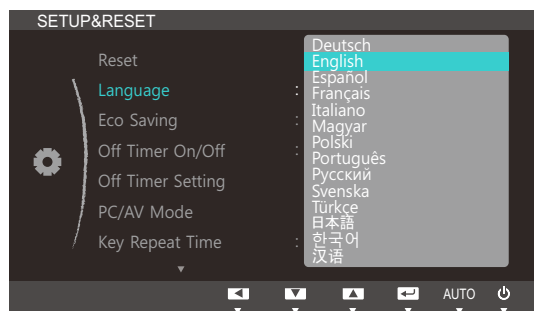 SETUP&RESET
Reset
Language :
Eco Saving :
Off Timer On/Off :
Off Timer Setting
PC/AV Mode
Key Repeat Time :
Deutsch
English
Español
Français
Italiano
Magyar
Polski
Português
Русский
Svenska
Türkçe
日本語
한국어
汉语
AUTO